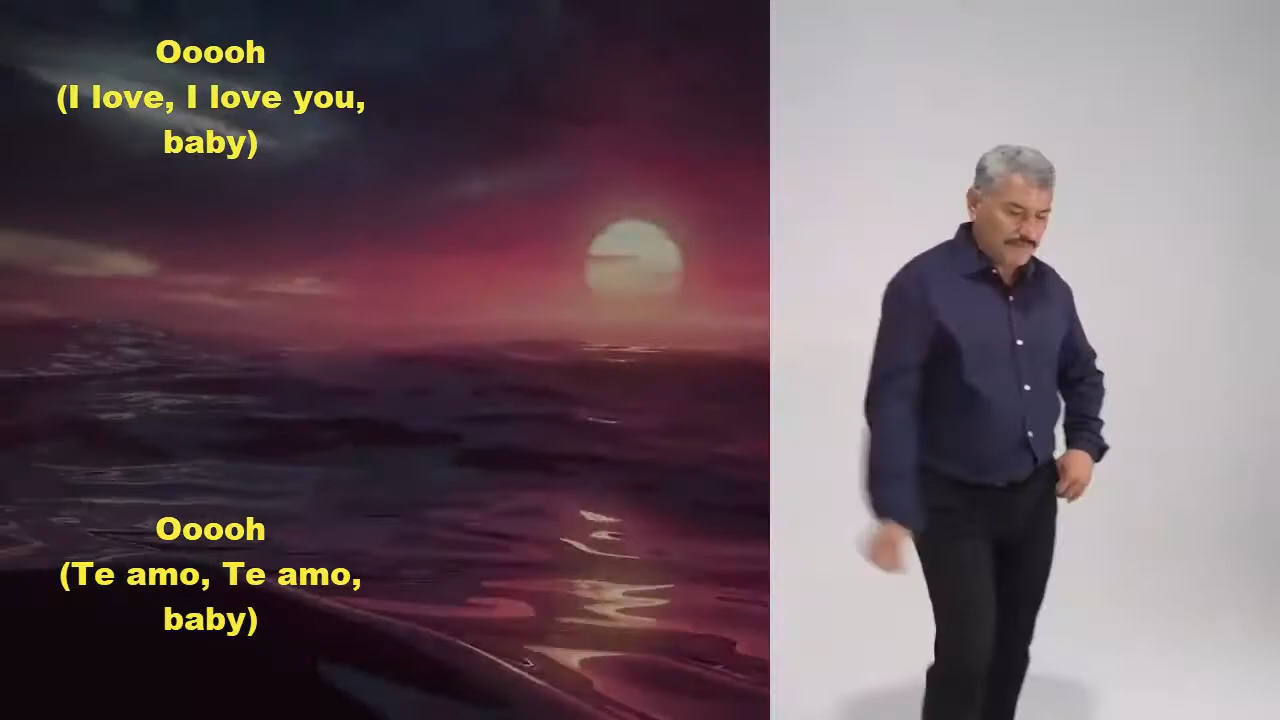 Ooooh
(I love, I love you,
baby)
Ooooh
(Te amo, Te amo,
baby)